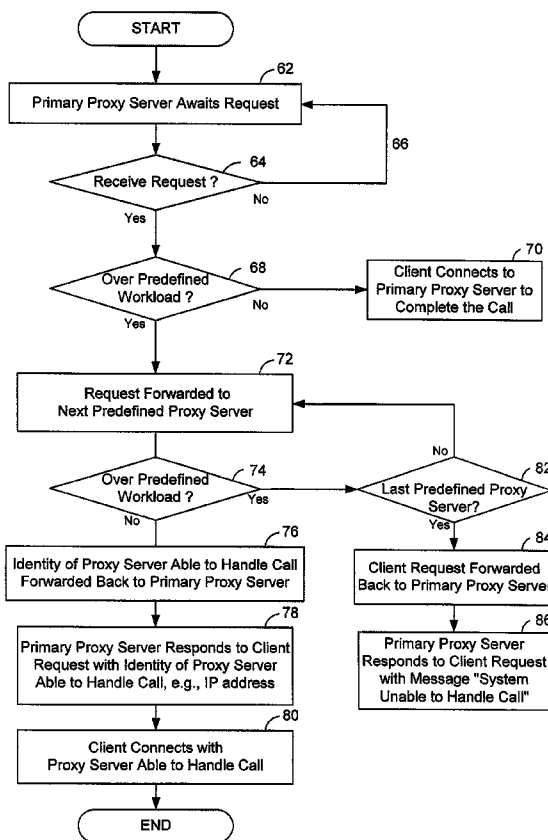 START
62
Primary Proxy Server Awaits Request
66
64
Receive Request ?
No
Yes
68
Over Predefined
Workload ?
No
Yes
70
Client Connects to
Primary Proxy Server to
Complete the Call
72
Request Forwarded to
Next Predefined Proxy Server
No
74
Over Predefined
Workload ?
Yes
No
82
Last Predefined Proxy
Server?
Yes
76
Identity of Proxy Server Able to Handle Call
Forwarded Back to Primary Proxy Server
84
Client Request Forwarded
Back to Primary Proxy Server
78
Primary Proxy Server Responds to Client
Request with Identity of Proxy Server
Able to Handle Call, e.g., IP address
86
Primary Proxy Server
Responds to Client Request
with Message "System
Unable to Handle Call"
80
Client Connects with
Proxy Server Able to Handle Call
END